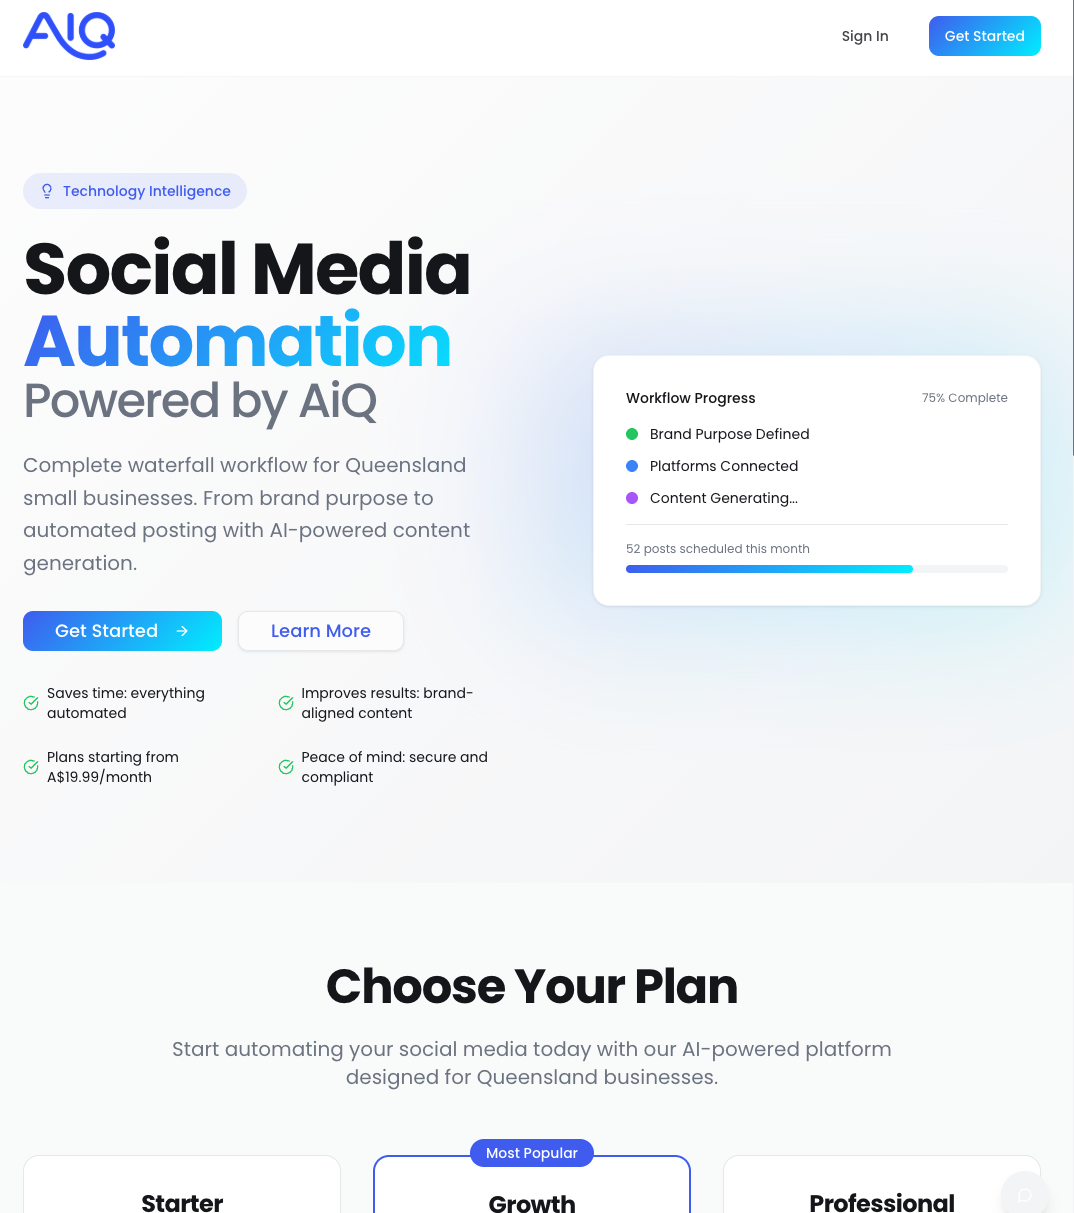 AIQ
Sign In
Get Started
Technology Intelligence
Social Media
Automation
Powered by AiQ
Complete waterfall workflow for Queensland
small businesses. From brand purpose to
automated posting with AI-powered content
generation.
Get Started
Learn More
Saves time: everything
automated
Improves results: brand-
aligned content
Plans starting from
A$19.99/month
Peace of mind: secure and
compliant
Workflow Progress
75% Complete
Brand Purpose Defined
Platforms Connected
Content Generating...
52 posts scheduled this month
Choose Your Plan
Start automating your social media today with our AI-powered platform
designed for Queensland businesses.
Most Popular
Starter
Growth
Professional